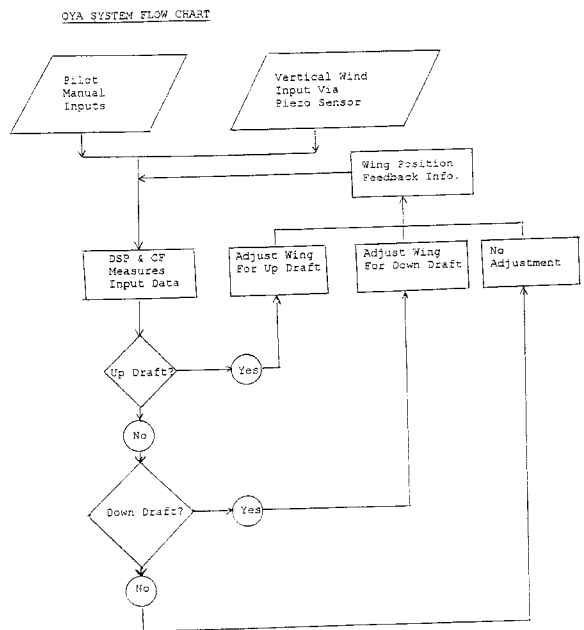 OYA SYSTEM FLOW CHART
Pilot
Manual
Inputs
Vertical Wind
Input Via
Piezo Sensor
Wing Position
Feedback Info.
DSP & CF
Measures
Input Data
Adjust Wing
For Up Draft
Adjust Wing
For Down Draft
No
Adjustment
Up Draft?
Yes
No
Down Draft?
Yes
No